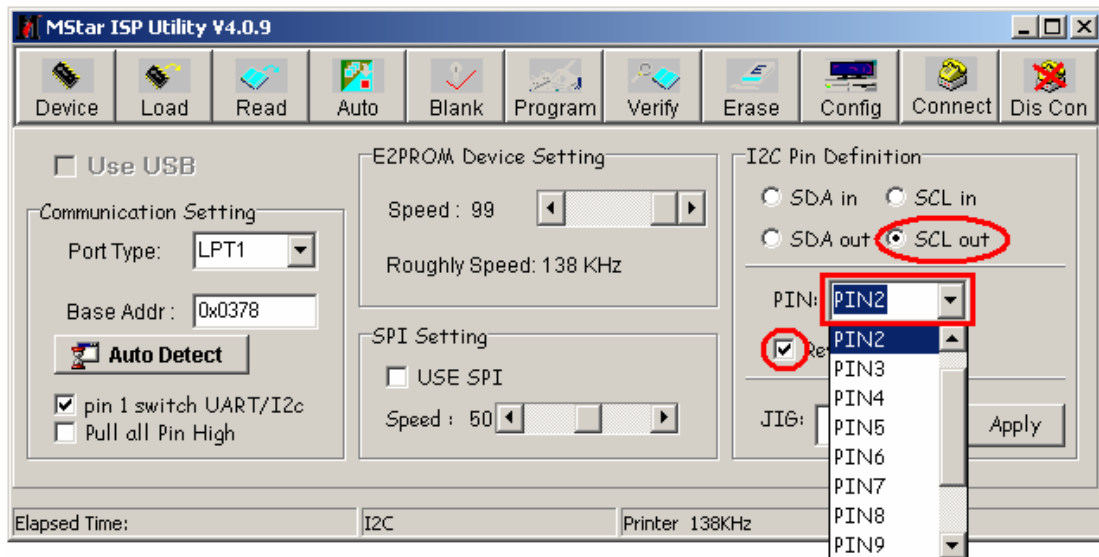 MStar ISP Utility V4.0.9
Device Load Read Auto Blank Program Verify Erase Config Connect Dis Con
Use USB
Communication Setting
Port Type: LPT1
Base Addr : 0x0378
Auto Detect
pin 1 switch UART/I2c
Pull all Pin High
E2PROM Device Setting
Speed : 99
Roughly Speed: 138 KHz
SPI Setting
USE SPI
Speed : 50
I2C Pin Definition
SDA in SCL in
SDA out SCL out
PIN: PIN2
PIN2
PIN3
PIN4
PIN5
PIN6
PIN7
PIN8
PIN9
JIG: Apply
Elapsed Time: I2C Printer 138KHz